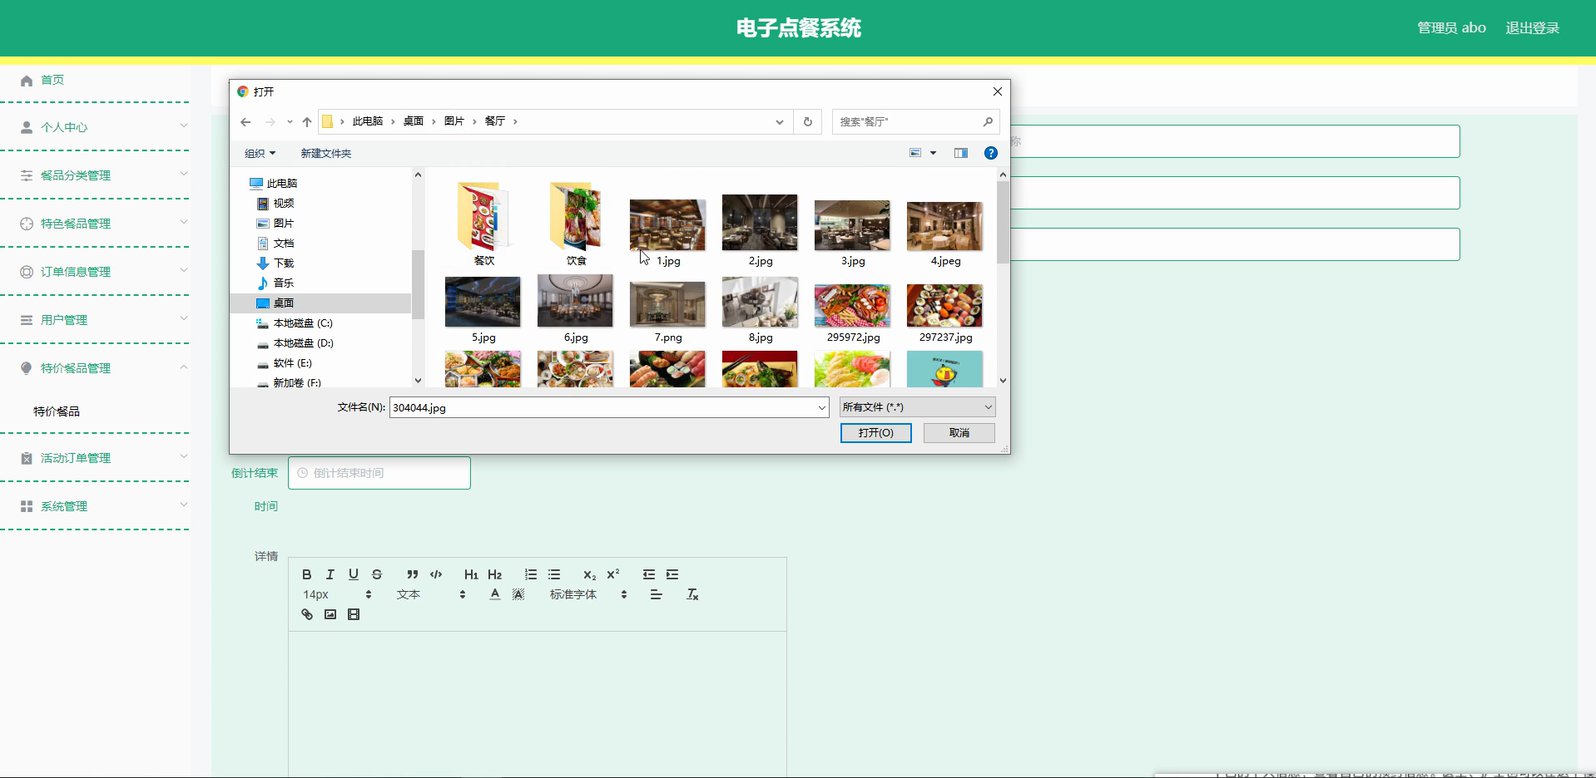 电子点餐系统
管理员 abo
退出登录
首页
个人中心
餐品分类管理
特色餐品管理
订单信息管理
用户管理
特价餐品管理
特价餐品
活动订单管理
系统管理
打开
此电脑 › 桌面 › 图片 › 餐厅 ›
搜索"餐厅"
组织
新建文件夹
此电脑
视频
图片
文档
下载
音乐
桌面
本地磁盘 (C:)
本地磁盘 (D:)
软件 (E:)
新加卷 (F:)
餐饮
饮食
1.jpg
2.jpg
3.jpg
4.jpeg
5.jpg
6.jpg
7.png
8.jpg
295972.jpg
297237.jpg
文件名(N):
304044.jpg
所有文件 (*.*)
打开(O)
取消
称
倒计结束
时间
倒计结束时间
详情
B I U S H1 H2 X2 X2
14px
文本
A A
标准字体
Tx